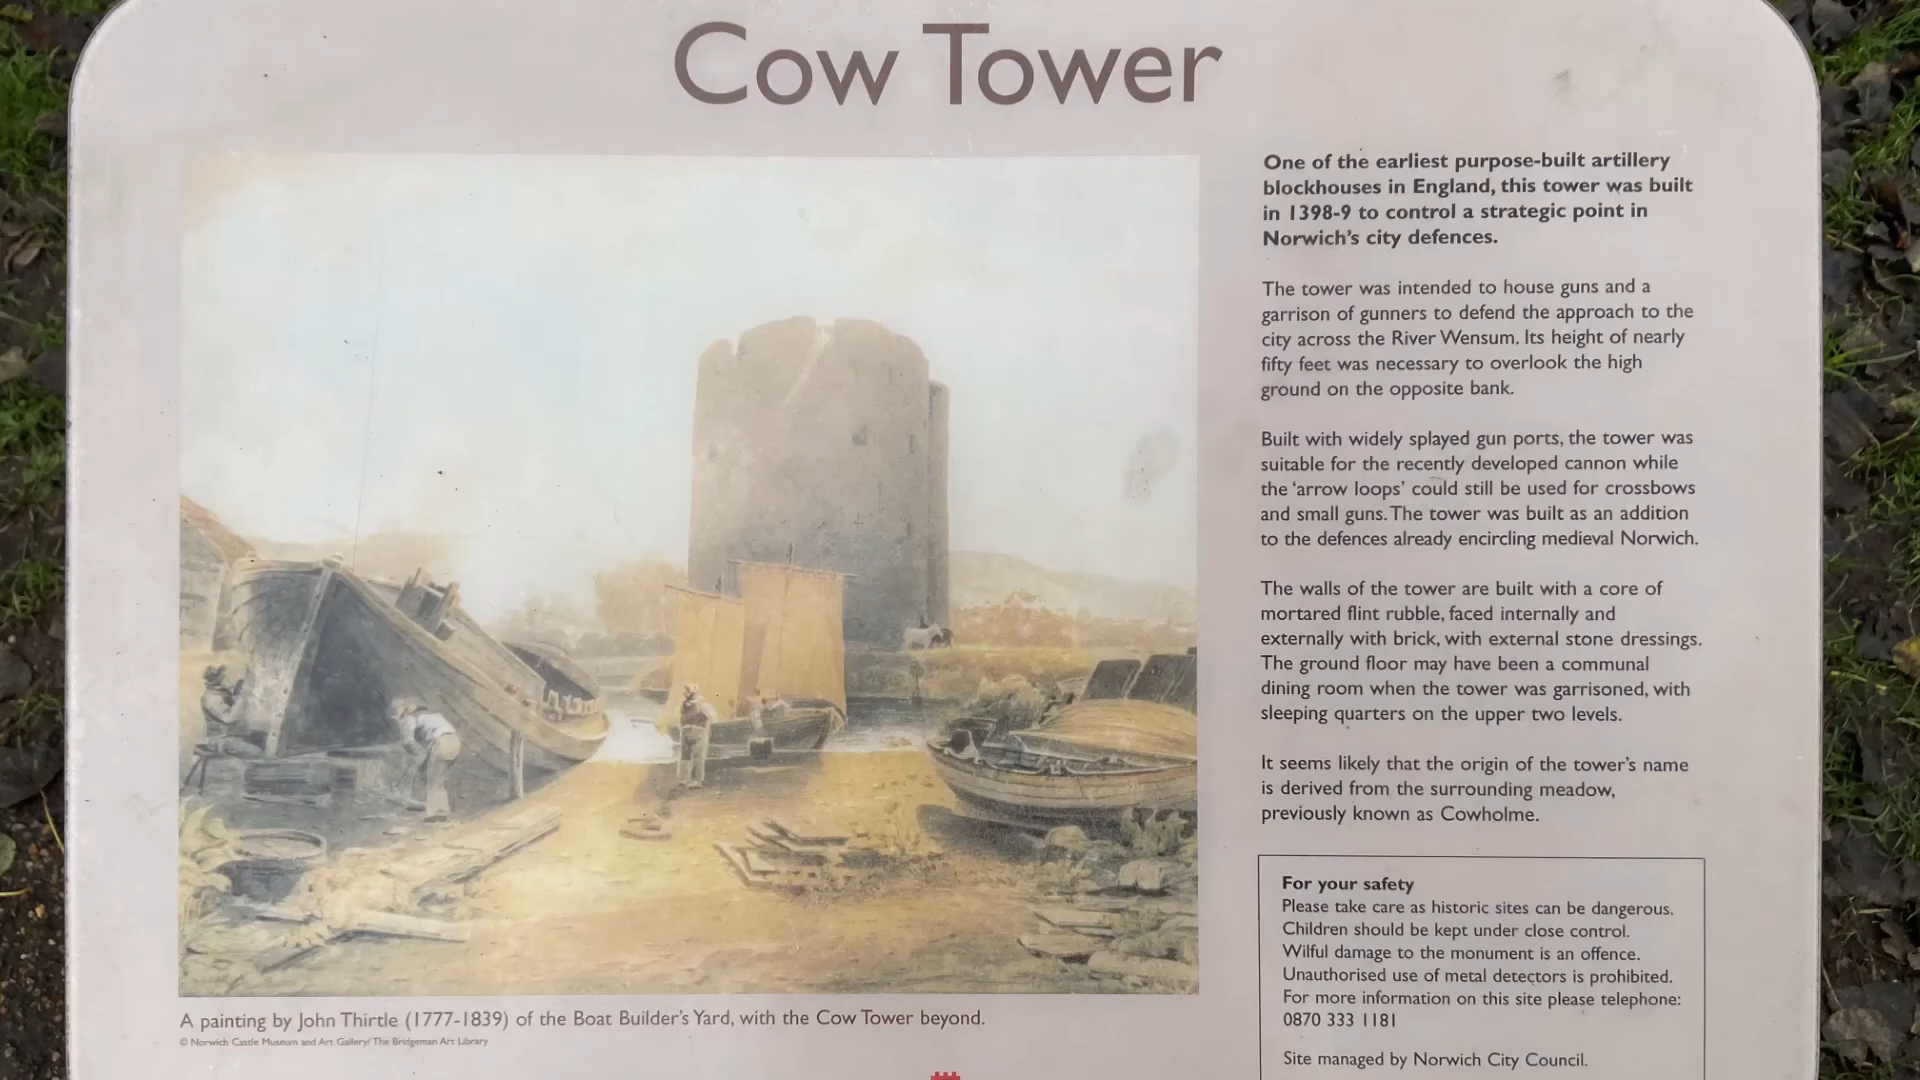 Cow Tower
One of the earliest purpose-built artillery
blockhouses in England, this tower was built
in 1398-9 to control a strategic point in
Norwich's city defences.
The tower was intended to house guns and a
garrison of gunners to defend the approach to the
city across the River Wensum. Its height of nearly
fifty feet was necessary to overlook the high
ground on the opposite bank.
Built with widely splayed gun ports, the tower was
suitable for the recently developed cannon while
the ‘arrow loops’ could still be used for crossbows
and small guns. The tower was built as an addition
to the defences already encircling medieval Norwich.
The walls of the tower are built with a core of
mortared flint rubble, faced internally and
externally with brick, with external stone dressings.
The ground floor may have been a communal
dining room when the tower was garrisoned, with
sleeping quarters on the upper two levels.
It seems likely that the origin of the tower's name
is derived from the surrounding meadow,
previously known as Cowholme.
For your safety
Please take care as historic sites can be dangerous.
Children should be kept under close control.
Wilful damage to the monument is an offence.
Unauthorised use of metal detectors is prohibited.
For more information on this site please telephone:
0870 333 1181
Site managed by Norwich City Council.
A painting by John Thirtle (1777-1839) of the Boat Builder's Yard, with the Cow Tower beyond.
© Norwich Castle Museum and Art Gallery/ The Bridgeman Art Library